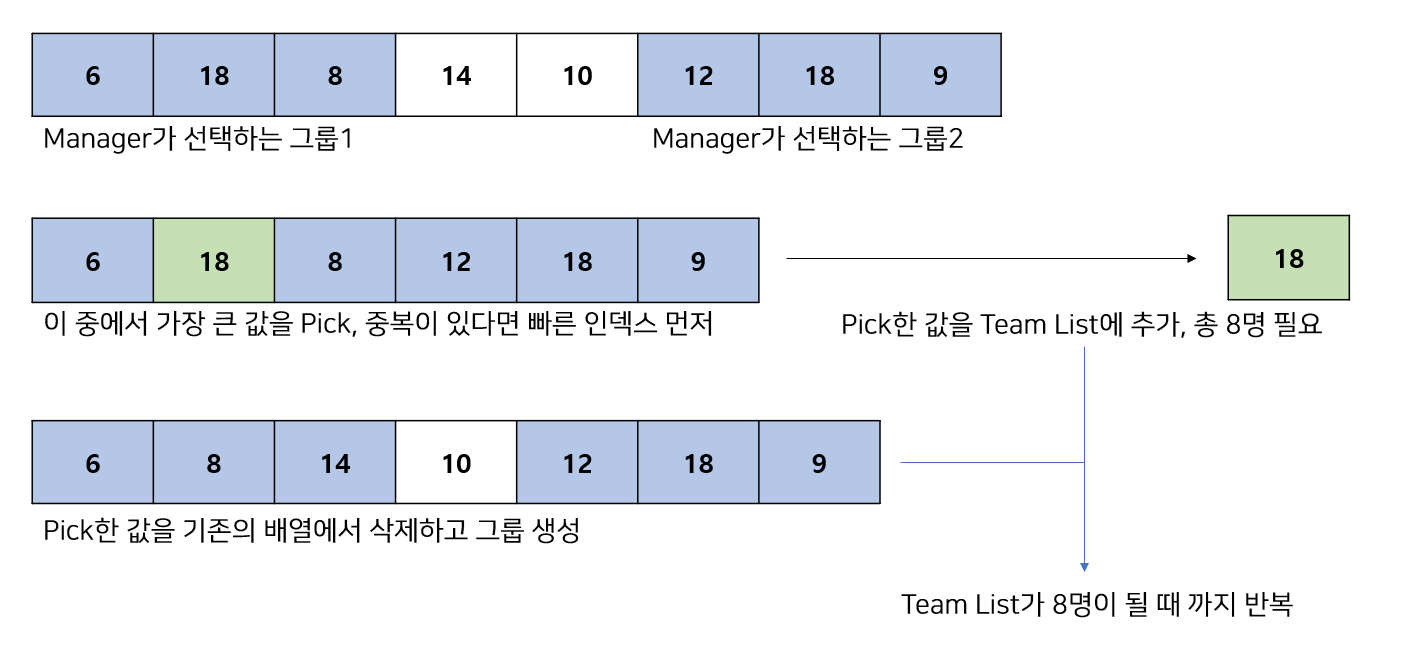 6 18 8 14 10 12 18 9
Manager가 선택하는 그룹1 Manager가 선택하는 그룹2
6 18 8 12 18 9 18
이 중에서 가장 큰 값을 Pick, 중복이 있다면 빠른 인덱스 먼저 Pick한 값을 Team List에 추가, 총 8명 필요
6 8 14 10 12 18 9
Pick한 값을 기존의 배열에서 삭제하고 그룹 생성
Team List가 8명이 될 때 까지 반복